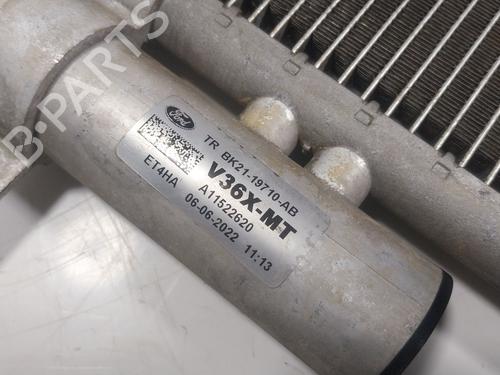 Ford
TR BK21-19710-AB
V36X-MT
A11522620
ET4HA 06-06-2022 11:13
B-PARTS